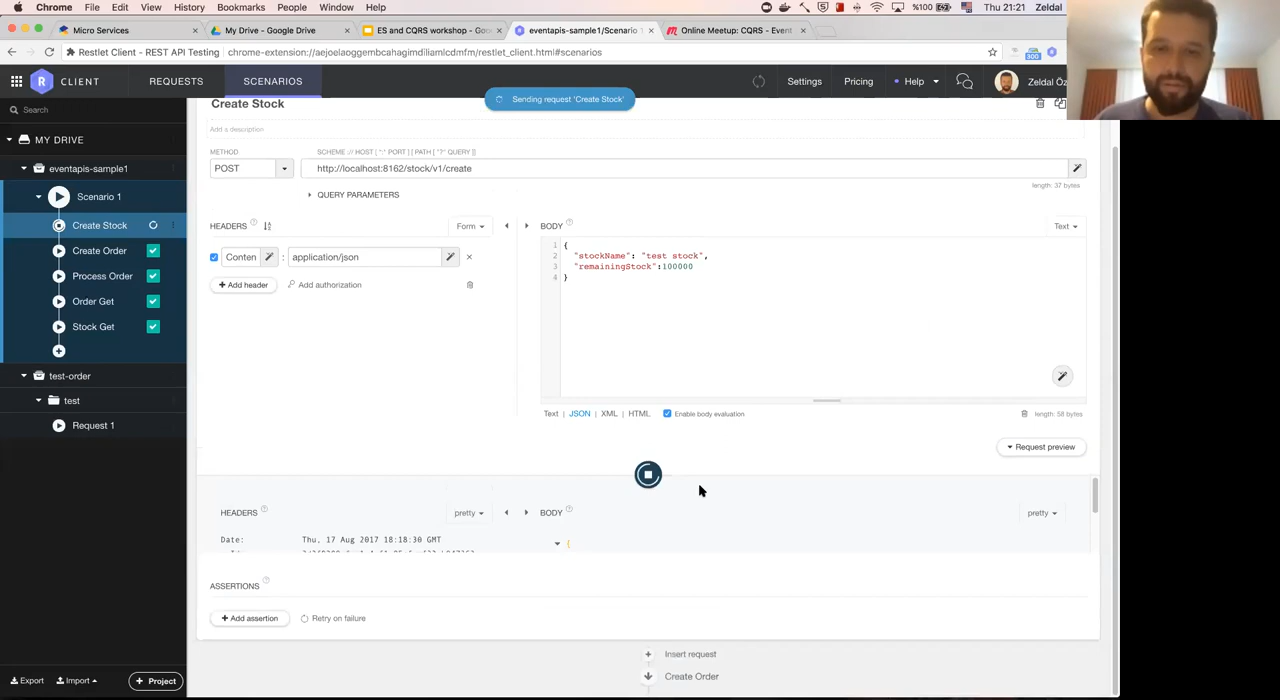 Chrome File Edit View History Bookmarks People Window Help %100 Thu 21:21 Zeldal
Micro Services × My Drive - Google Drive × ES and CQRS workshop - Go × eventapis-sample1/Scenario × Online Meetup: CQRS - Event ×
Restlet Client - REST API Testing chrome-extension://aejoelaoggembcahagimdiliamlcdmfm/restlet_client.html#scenarios 300
R CLIENT REQUESTS SCENARIOS Settings Pricing Help Zeldal Öz
Sending request 'Create Stock'
Search
Create Stock
Add a description
MY DRIVE
METHOD SCHEME :// HOST [ ":" PORT ] [ PATH [ "?" QUERY ]]
POST http://localhost:8162/stock/v1/create
eventapis-sample1
length: 37 bytes
Scenario 1
QUERY PARAMETERS
Create Stock
HEADERS Form BODY Text
Create Order
1 {
Conten : application/json ×
2 "stockName": "test stock",
3 "remainingStock":100000
Process Order
4 }
+ Add header Add authorization
Order Get
Stock Get
test-order
test
Text | JSON | XML | HTML Enable body evaluation length: 58 bytes
Request 1
Request preview
HEADERS pretty BODY pretty
Date: Thu, 17 Aug 2017 18:18:30 GMT
{
ASSERTIONS
+ Add assertion Retry on failure
Insert request
Create Order
Export Import + Project